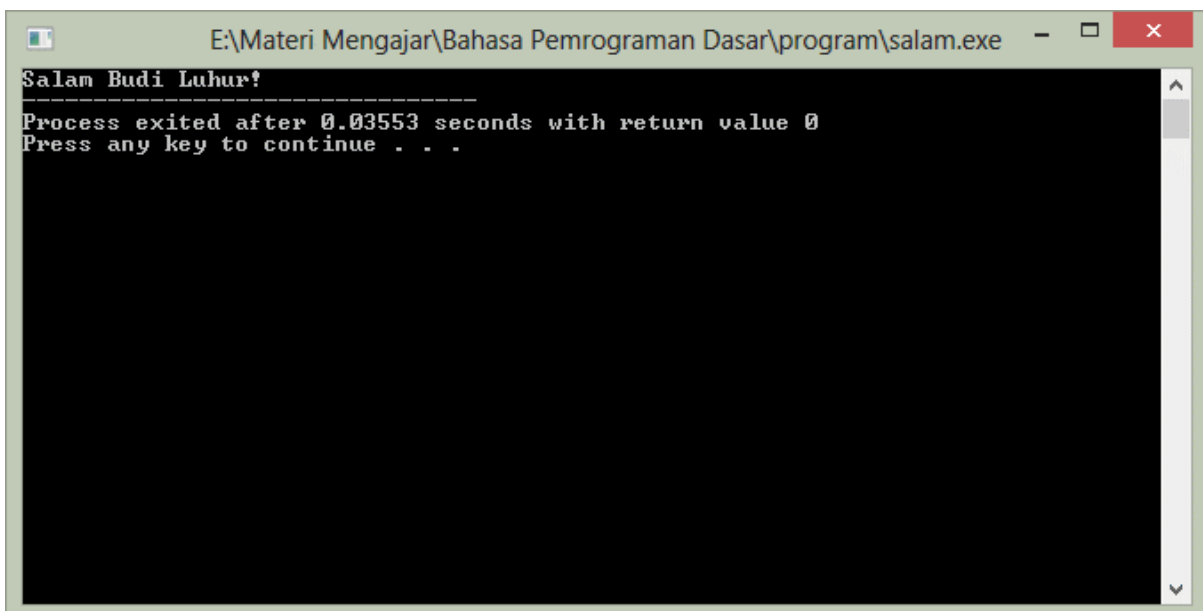 E:\Materi Mengajar\Bahasa Pemrograman Dasar\program\salam.exe
Salam Budi Luhur!
--------------------------------
Process exited after 0.03553 seconds with return value 0
Press any key to continue . . .